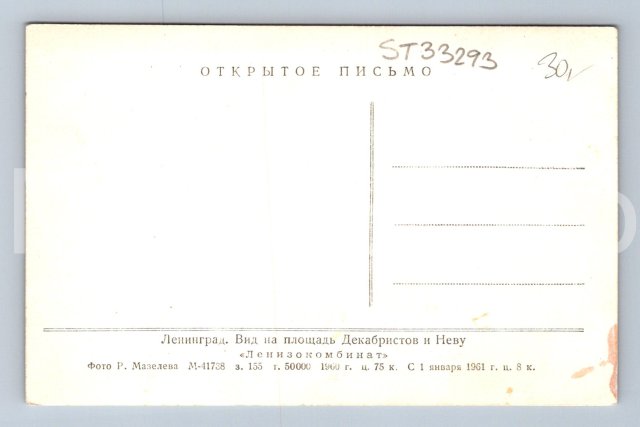 ST33293
30,-
ОТКРЫТОЕ ПИСЬМО
Ленинград. Вид на площадь Декабристов и Неву
«Ленизокомбинат»
Фото Р. Мазелева М-41738 з. 155 т. 50000 1960 г. ц. 75 к. С 1 января 1961 г. ц. 8 к.